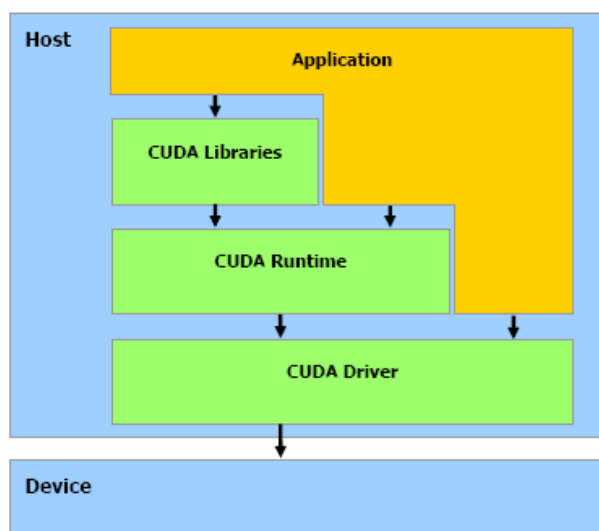 Host
Application
CUDA Libraries
CUDA Runtime
CUDA Driver
Device